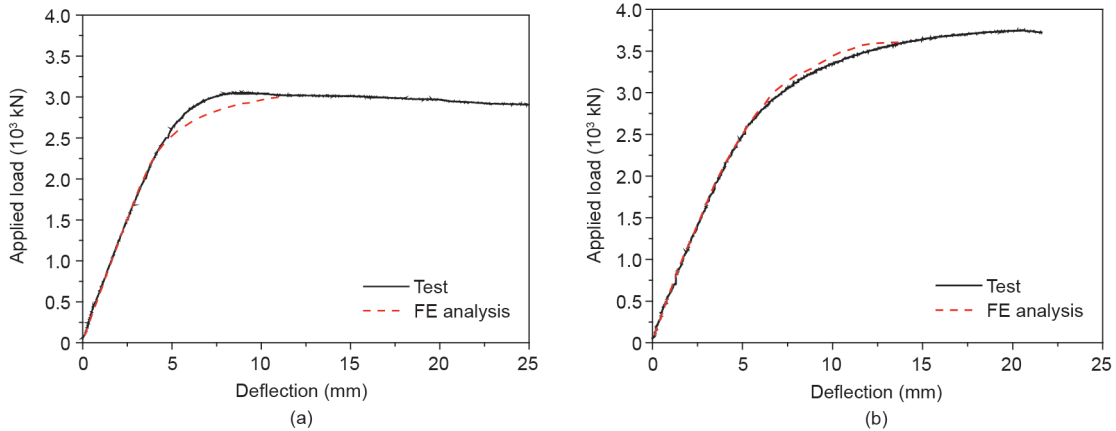 4.0
3.5
3.0
2.5
2.0
1.5
1.0
0.5
0
Applied load (10³ kN)
Test
FE analysis
0 5 10 15 20 25
Deflection (mm)
(a)
4.0
3.5
3.0
2.5
2.0
1.5
1.0
0.5
0
Applied load (10³ kN)
Test
FE analysis
0 5 10 15 20 25
Deflection (mm)
(b)